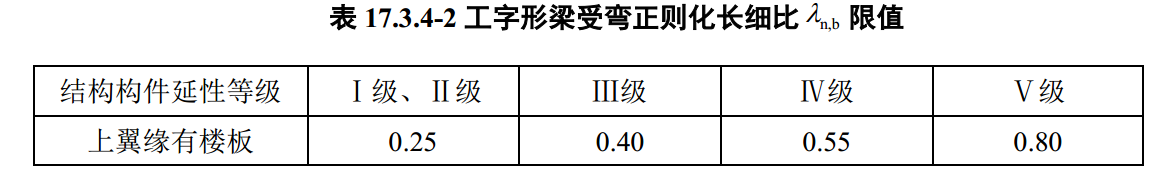 表 17.3.4-2 工字形梁受弯正则化长细比 λn,b 限值
结构构件延性等级 Ⅰ级、Ⅱ级 Ⅲ级 Ⅳ级 Ⅴ级
上翼缘有楼板 0.25 0.40 0.55 0.80